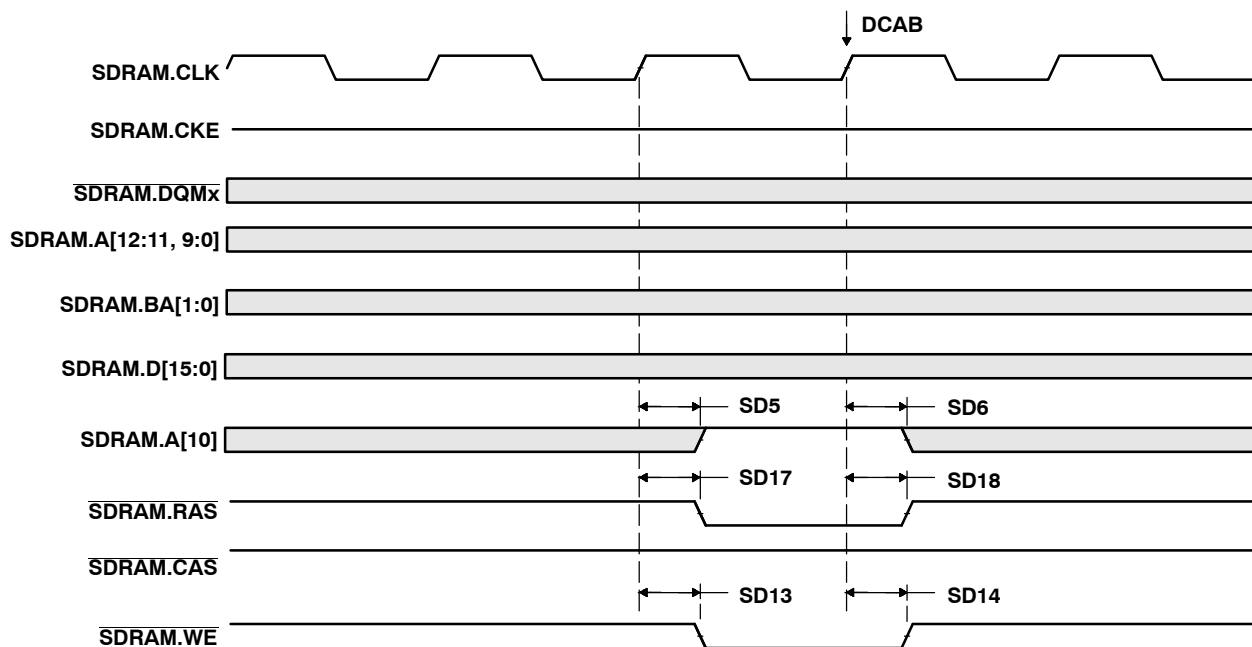 DCAB
SDRAM.CLK
SDRAM.CKE
SDRAM.DQMx
SDRAM.A[12:11, 9:0]
SDRAM.BA[1:0]
SDRAM.D[15:0]
SD5 SD6
SDRAM.A[10]
SD17 SD18
SDRAM.RAS
SDRAM.CAS
SD13 SD14
SDRAM.WE